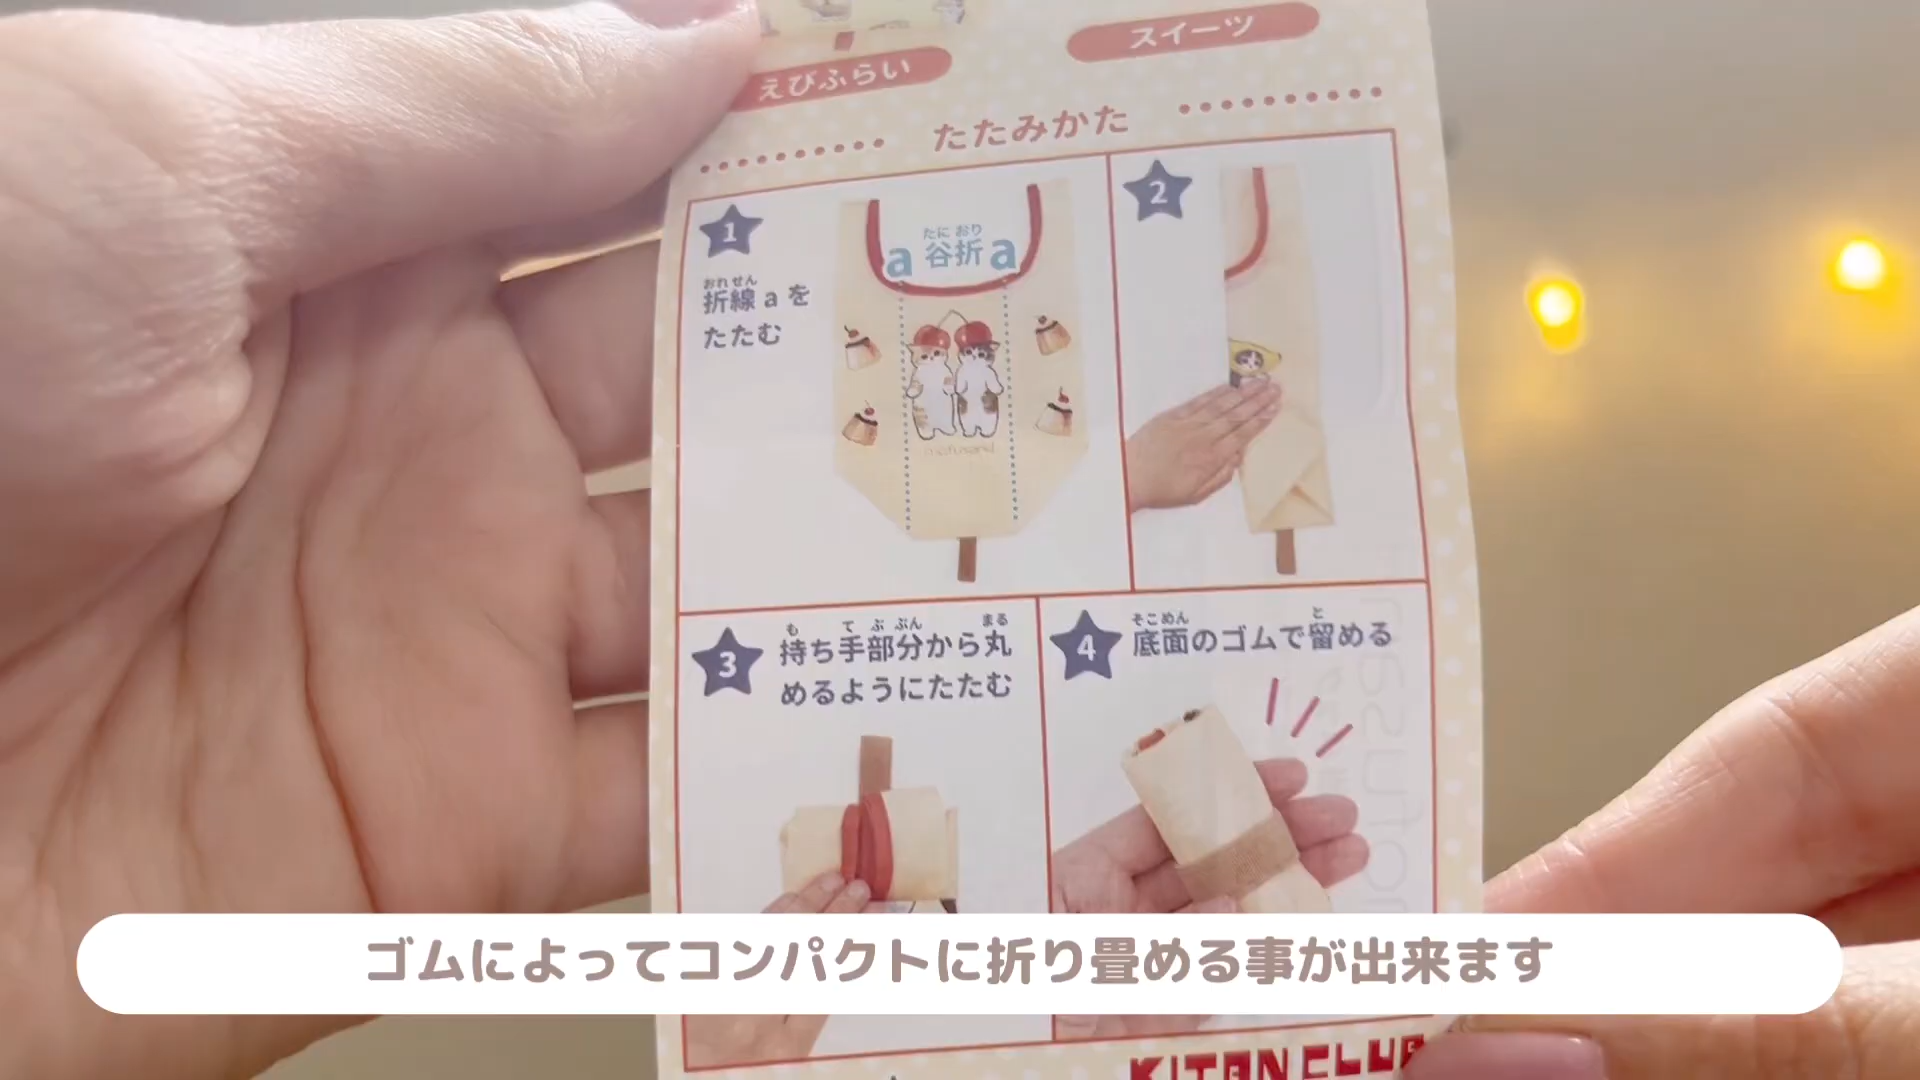 えびふらい
スイーツ
たたみかた
1
おれせん
折線 a を
たたむ
たに おり
a 谷折 a
mofusand
2
3
も て ぶ ぶん まる
持ち手部分から丸
めるようにたたむ
4
そこめん と
底面のゴムで留める
ゴムによってコンパクトに折り畳める事が出来ます
KITAN CLUB